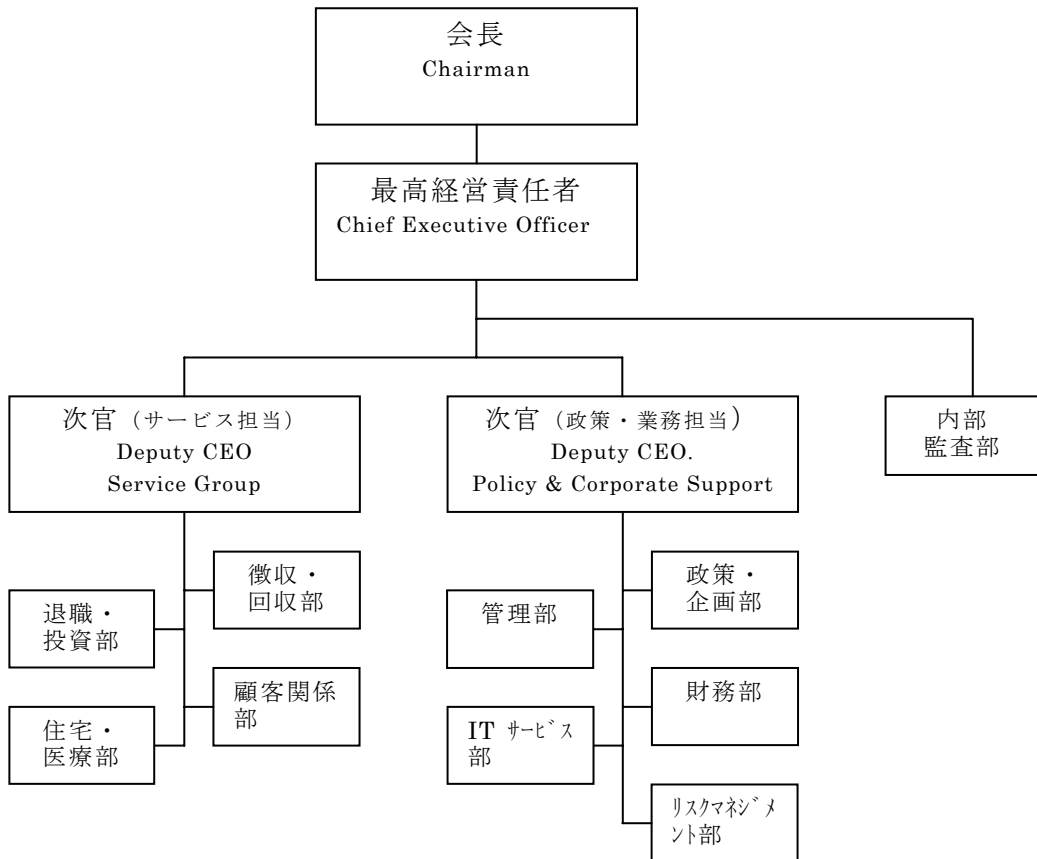 会長
Chairman
最高経営責任者
Chief Executive Officer
次官（サービス担当）
Deputy CEO
Service Group
次官（政策・業務担当）
Deputy CEO.
Policy & Corporate Support
内部
監査部
徴収・
回収部
退職・
投資部
顧客関係
部
住宅・
医療部
政策・
企画部
管理部
財務部
IT ｻｰﾋﾞｽ
部
ﾘｽｸﾏﾈｼﾞﾒ
ﾝﾄ部